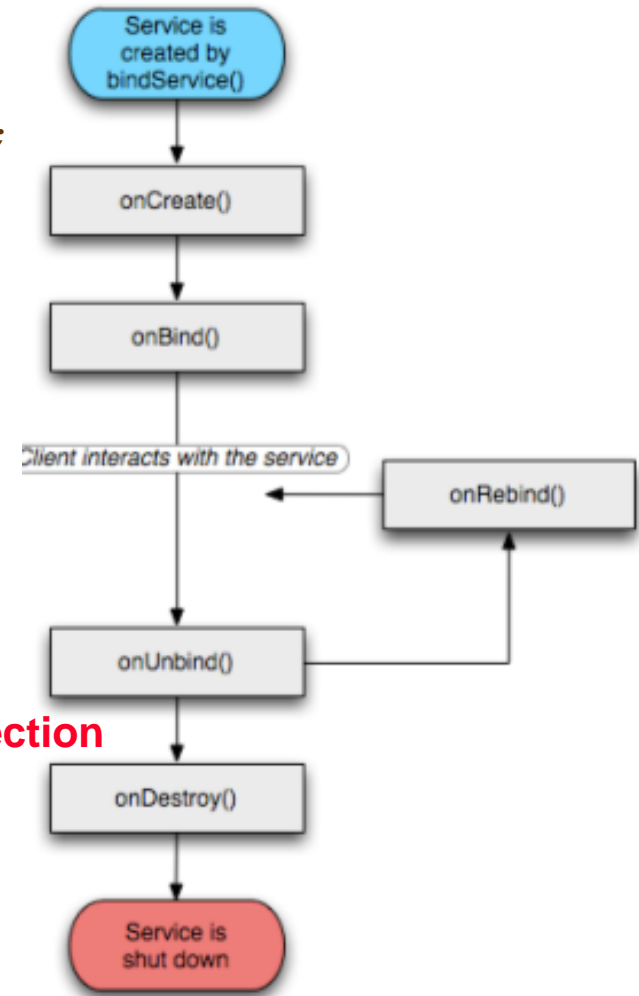 Service is
created by
bindService()
;
onCreate()
onBind()
Client interacts with the service
onRebind()
onUnbind()
ection
onDestroy()
Service is
shut down